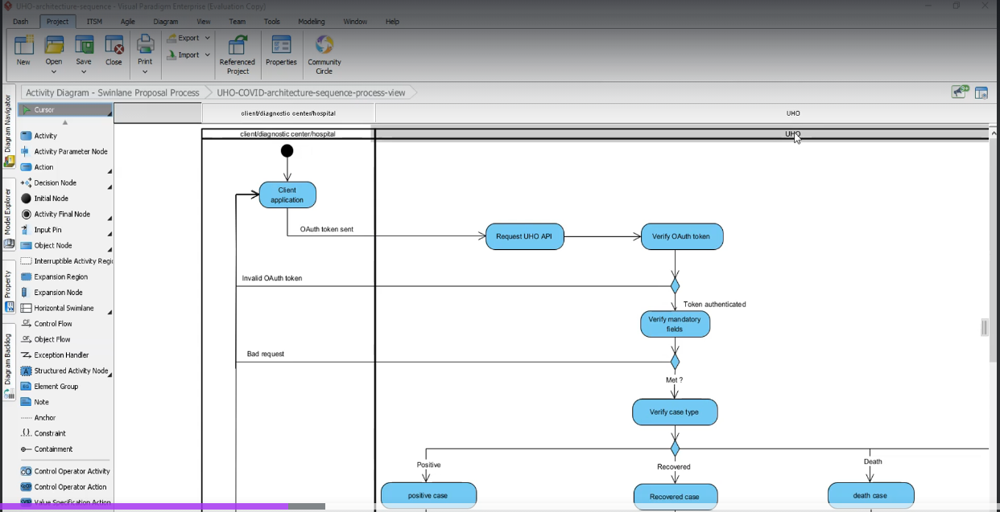 UHO-architecture-sequence - Visual Paradigm Enterprise (Evaluation Copy)
Dash Project ITSM Agile Diagram View Team Tools Modeling Window Help
New Open Save Close Print Export Import Referenced Project Properties Community Circle
Activity Diagram - Swinlane Proposal Process UHO-COVID-architecture-sequence-process-view
Diagram Navigator
Model Explorer
Property
Diagram Backlog
Cursor
Activity
Activity Parameter Node
Action
Decision Node
Initial Node
Activity Final Node
Input Pin
Object Node
Interruptible Activity Regi
Expansion Region
Expansion Node
Horizontal Swimlane
Control Flow
Object Flow
Exception Handler
Structured Activity Node
Element Group
Note
Anchor
Constraint
Containment
Control Operator Activity
Control Operator Action
Value Specification Action
client/diagnostic center/hospital UHO
client/diagnostic center/hospital UHO
Client
application
OAuth token sent
Request UHO API Verify OAuth token
Invalid OAuth token
Token authenticated
Verify mandatory
fields
Bad request
Met ?
Verify case type
Positive Recovered Death
positive case Recovered case death case